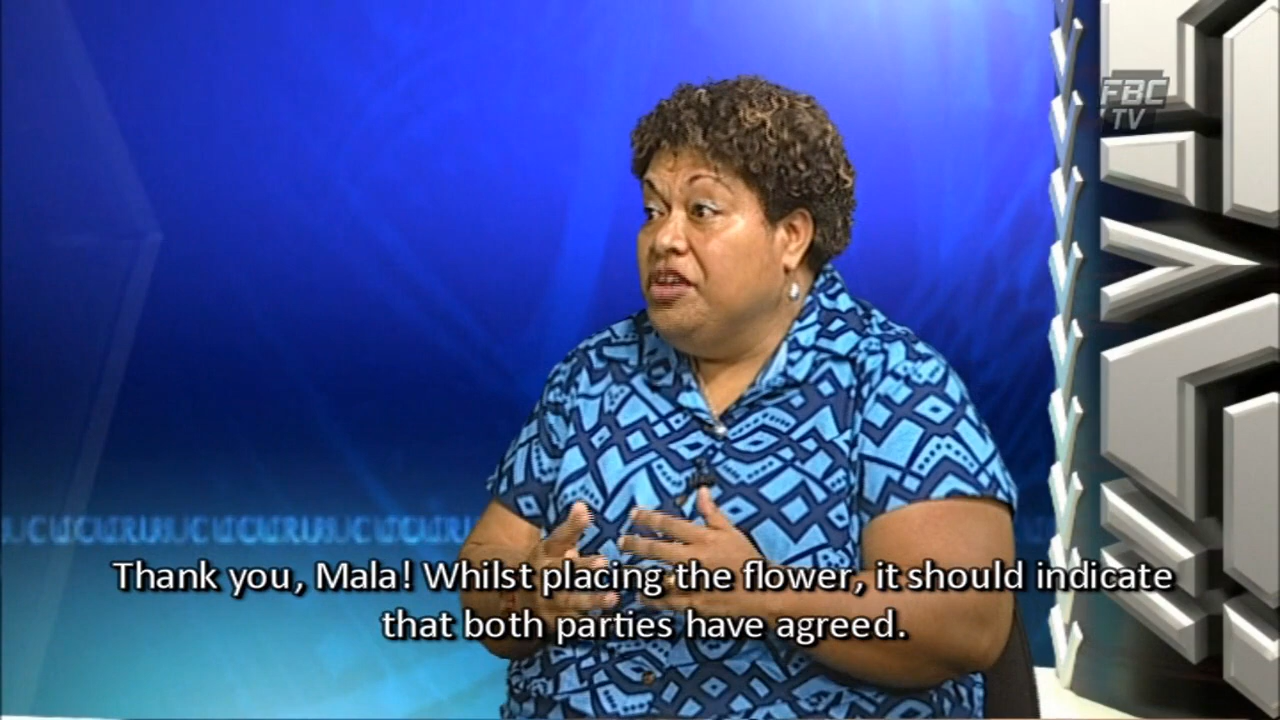 FBC
TV
Thank you, Mala! Whilst placing the flower, it should indicate
that both parties have agreed.